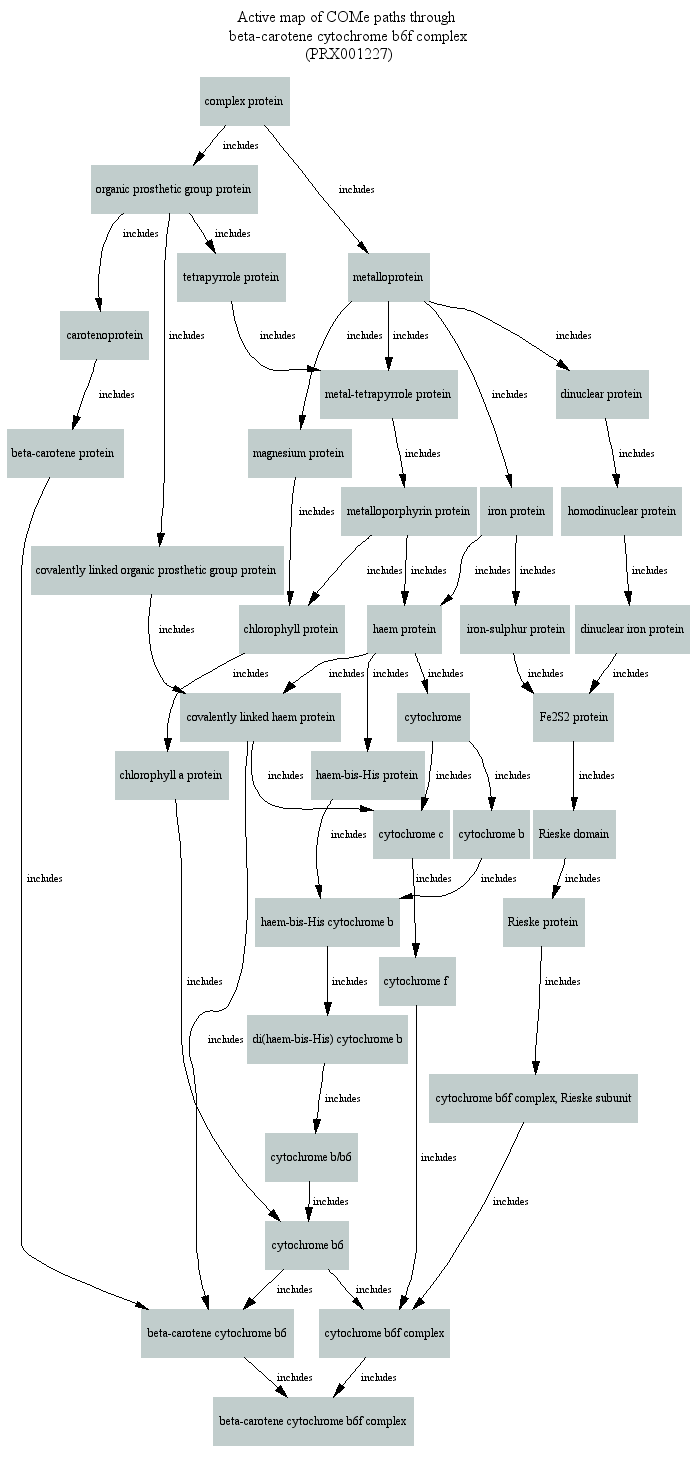 Active map of COMe paths through
beta-carotene cytochrome b6f complex
(PRX001227)
complex protein
includes
organic prosthetic group protein
includes
includes
includes
tetrapyrrole protein
metalloprotein
carotenoprotein
includes
includes
includes
includes
includes
includes
metal-tetrapyrrole protein
includes
dinuclear protein
beta-carotene protein
magnesium protein
includes
includes
includes
metalloporphyrin protein
iron protein
homodinuclear protein
covalently linked organic prosthetic group protein
includes
includes
includes
includes
includes
chlorophyll protein
haem protein
iron-sulphur protein
dinuclear iron protein
includes
includes
includes
includes
includes
includes
includes
covalently linked haem protein
cytochrome
Fe2S2 protein
chlorophyll a protein
includes
haem-bis-His protein
includes
includes
includes
includes
cytochrome c
cytochrome b
Rieske domain
includes
includes
includes
includes
haem-bis-His cytochrome b
Rieske protein
includes
includes
cytochrome f
includes
includes
di(haem-bis-His) cytochrome b
includes
cytochrome b6f complex, Rieske subunit
cytochrome b/b6
includes
includes
includes
cytochrome b6
includes
includes
beta-carotene cytochrome b6
cytochrome b6f complex
includes
includes
beta-carotene cytochrome b6f complex